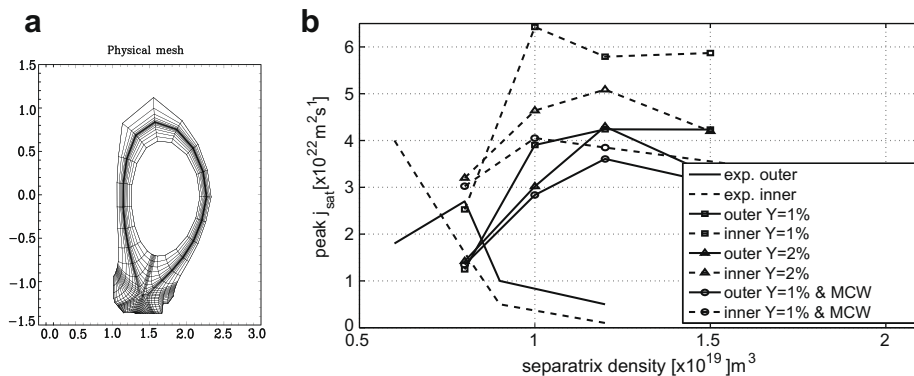 a
Physical mesh
1.5
1.0
0.5
0.0
−0.5
−1.0
−1.5
0.0 0.5 1.0 1.5 2.0 2.5 3.0
b
peak j_sat [x10^22 m^2 s^1]
6
5
4
3
2
1
0
0.5 1 1.5 2
separatrix density [x10^19]m^3
exp. outer
exp. inner
outer Y=1%
inner Y=1%
outer Y=2%
inner Y=2%
outer Y=1% & MCW
inner Y=1% & MCW